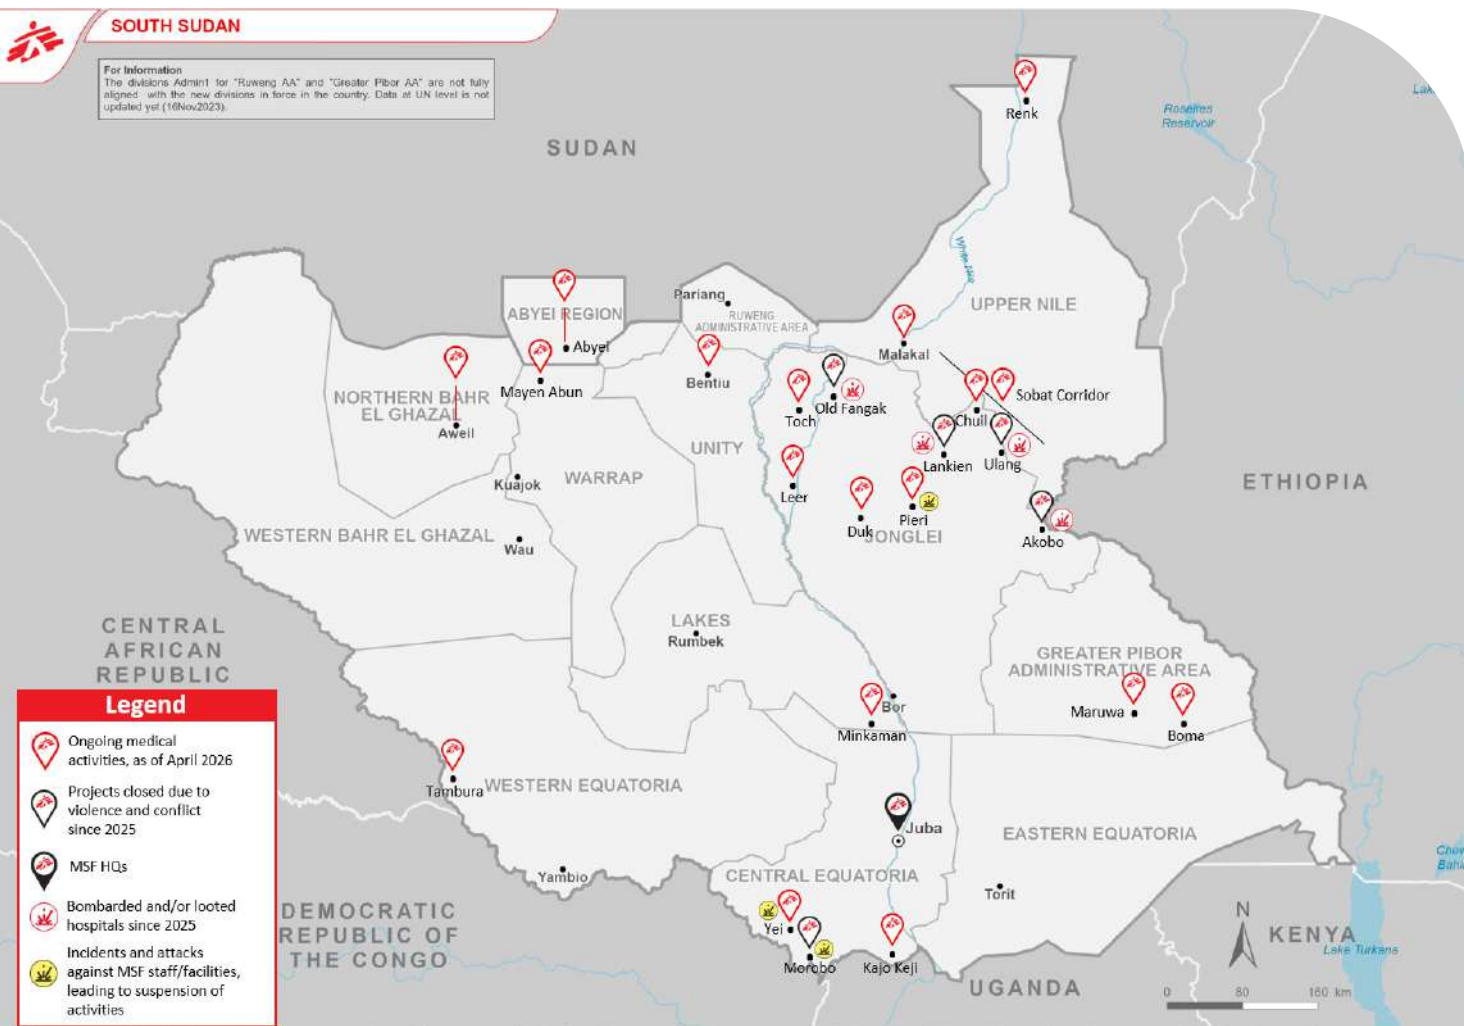 SOUTH SUDAN
For Information
The divisions Admin1 for "Ruweng AA" and "Greater Pibor AA" are not fully
aligned with the new divisions in force in the country. Data at UN level is not
updated yet (16Nov2023).
SUDAN
Renk
Roseires
Reservoir
White Nile
UPPER NILE
Pariang
RUWENG
ADMINISTRATIVE AREA
ABYEI REGION
Abyei
Malakal
Mayen Abun
Bentiu
NORTHERN BAHR
EL GHAZAL
Aweil
Toch
Old Fangak
Sobat Corridor
Chuil
Lankien
Ulang
UNITY
WARRAP
Kuajok
Leer
ETHIOPIA
Duk
Pieri
JONGLEI
Akobo
WESTERN BAHR EL GHAZAL
Wau
LAKES
Rumbek
CENTRAL
AFRICAN
REPUBLIC
GREATER PIBOR
ADMINISTRATIVE AREA
Maruwa
Boma
Bor
Minkaman
Tambura
WESTERN EQUATORIA
Juba
EASTERN EQUATORIA
Yambio
CENTRAL EQUATORIA
Torit
Yei
Morobo
Kajo Keji
DEMOCRATIC
REPUBLIC OF
THE CONGO
UGANDA
KENYA
Lake Turkana
N
0 80 160 km
Legend
Ongoing medical
activities, as of April 2026
Projects closed due to
violence and conflict
since 2025
MSF HQs
Bombarded and/or looted
hospitals since 2025
Incidents and attacks
against MSF staff/facilities,
leading to suspension of
activities